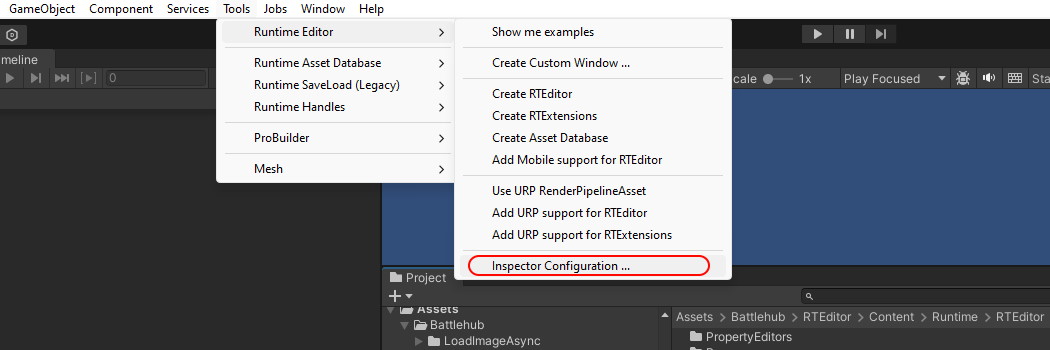 GameObject Component Services Tools Jobs Window Help
Runtime Editor
Runtime Asset Database
Runtime SaveLoad (Legacy)
Runtime Handles
ProBuilder
Mesh
Show me examples
Create Custom Window ...
Create RTEditor
Create RTExtensions
Create Asset Database
Add Mobile support for RTEditor
Use URP RenderPipelineAsset
Add URP support for RTEditor
Add URP support for RTExtensions
Inspector Configuration ...
meline
0
cale 1x Play Focused Sta
Project
Assets
Battlehub
LoadImageAsync
Assets > Battlehub > RTEditor > Content > Runtime > RTEditor
PropertyEditors